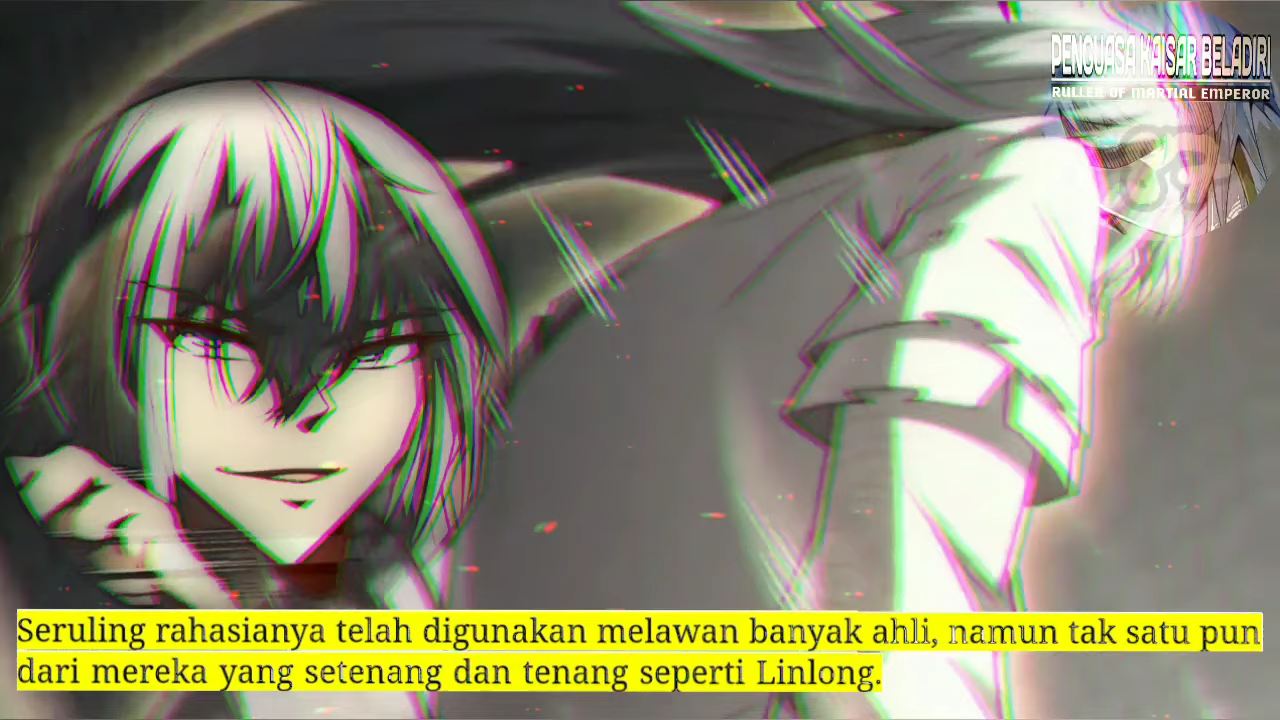 PENGUASA KAISAR BELADIRI
RULLER OF MARTIAL EMPEROR
Seruling rahasianya telah digunakan melawan banyak ahli, namun tak satu pun
dari mereka yang setenang dan tenang seperti Linlong.